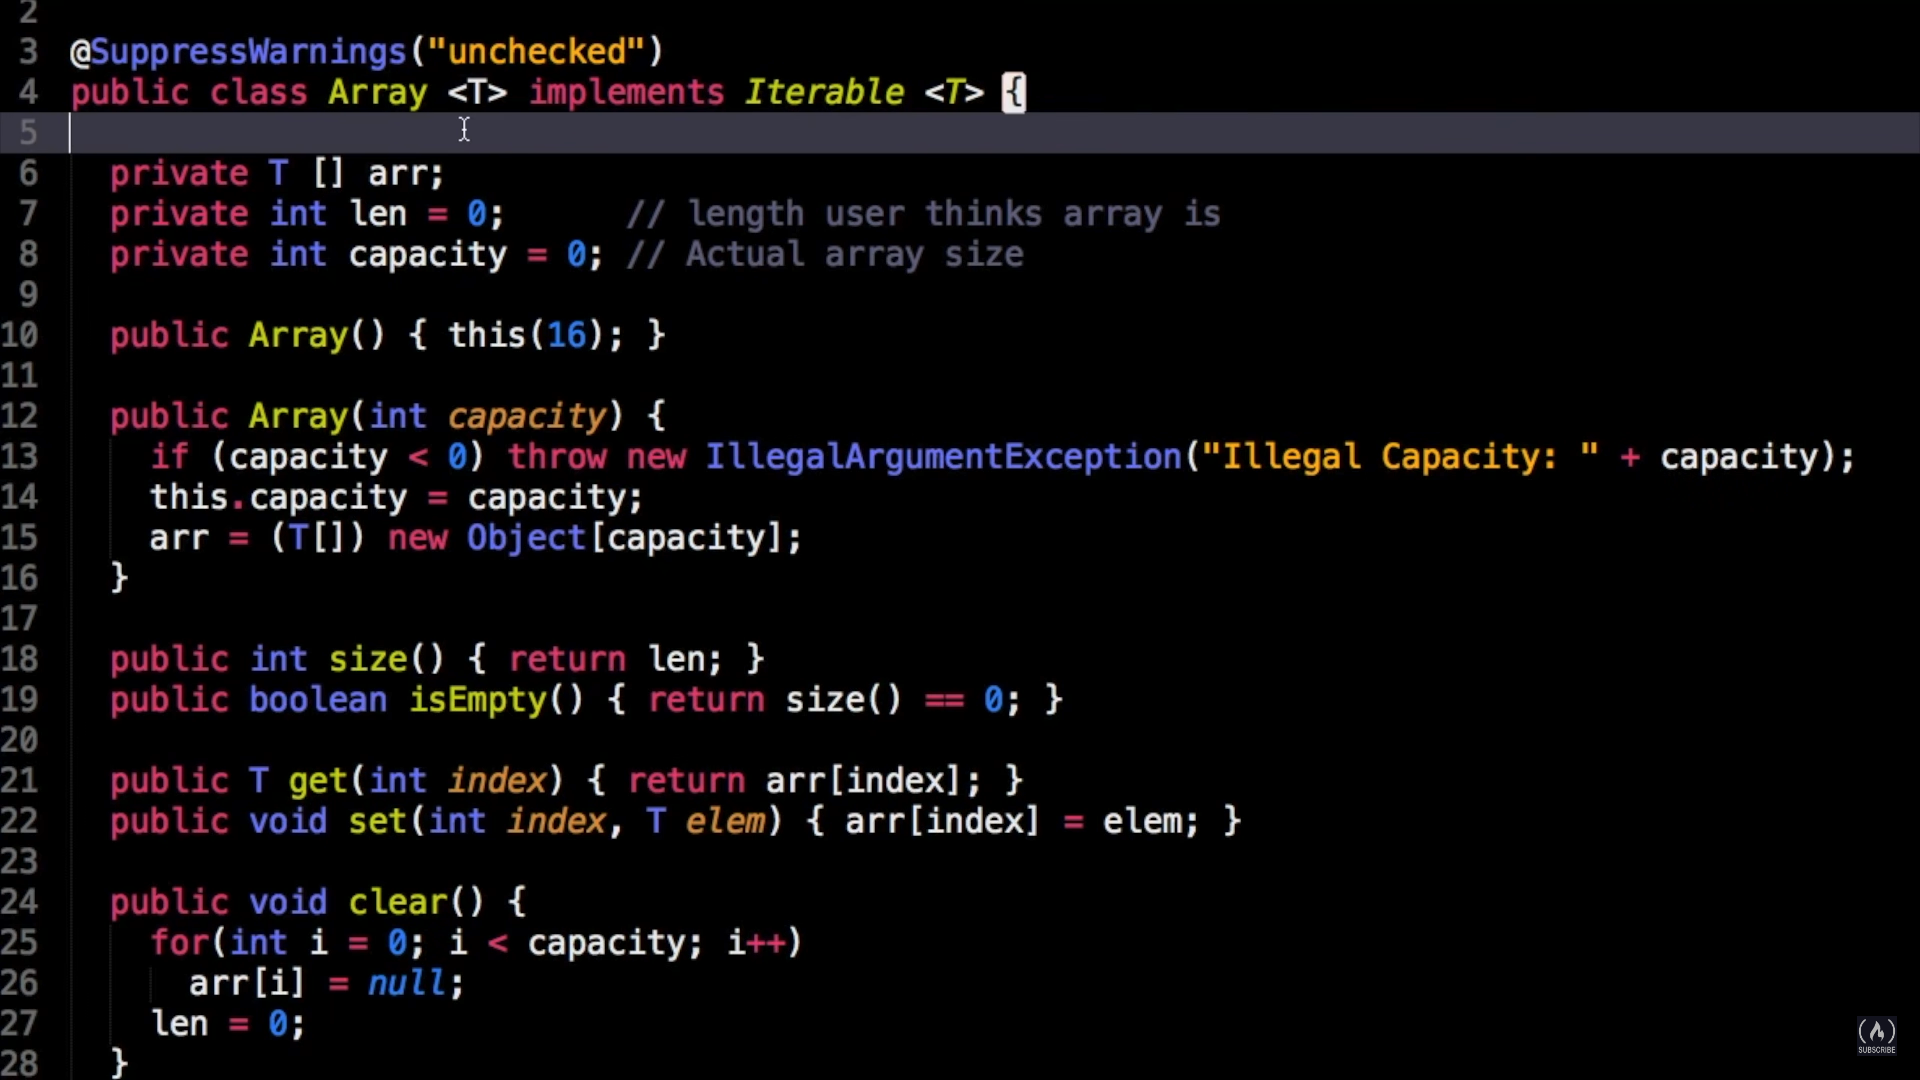 2
3 @SuppressWarnings("unchecked")
4 public class Array <T> implements Iterable <T> {
5
6 private T [] arr;
7 private int len = 0; // length user thinks array is
8 private int capacity = 0; // Actual array size
9
10 public Array() { this(16); }
11
12 public Array(int capacity) {
13 if (capacity < 0) throw new IllegalArgumentException("Illegal Capacity: " + capacity);
14 this.capacity = capacity;
15 arr = (T[]) new Object[capacity];
16 }
17
18 public int size() { return len; }
19 public boolean isEmpty() { return size() == 0; }
20
21 public T get(int index) { return arr[index]; }
22 public void set(int index, T elem) { arr[index] = elem; }
23
24 public void clear() {
25 for(int i = 0; i < capacity; i++)
26 arr[i] = null;
27 len = 0;
28 }
SUBSCRIBE